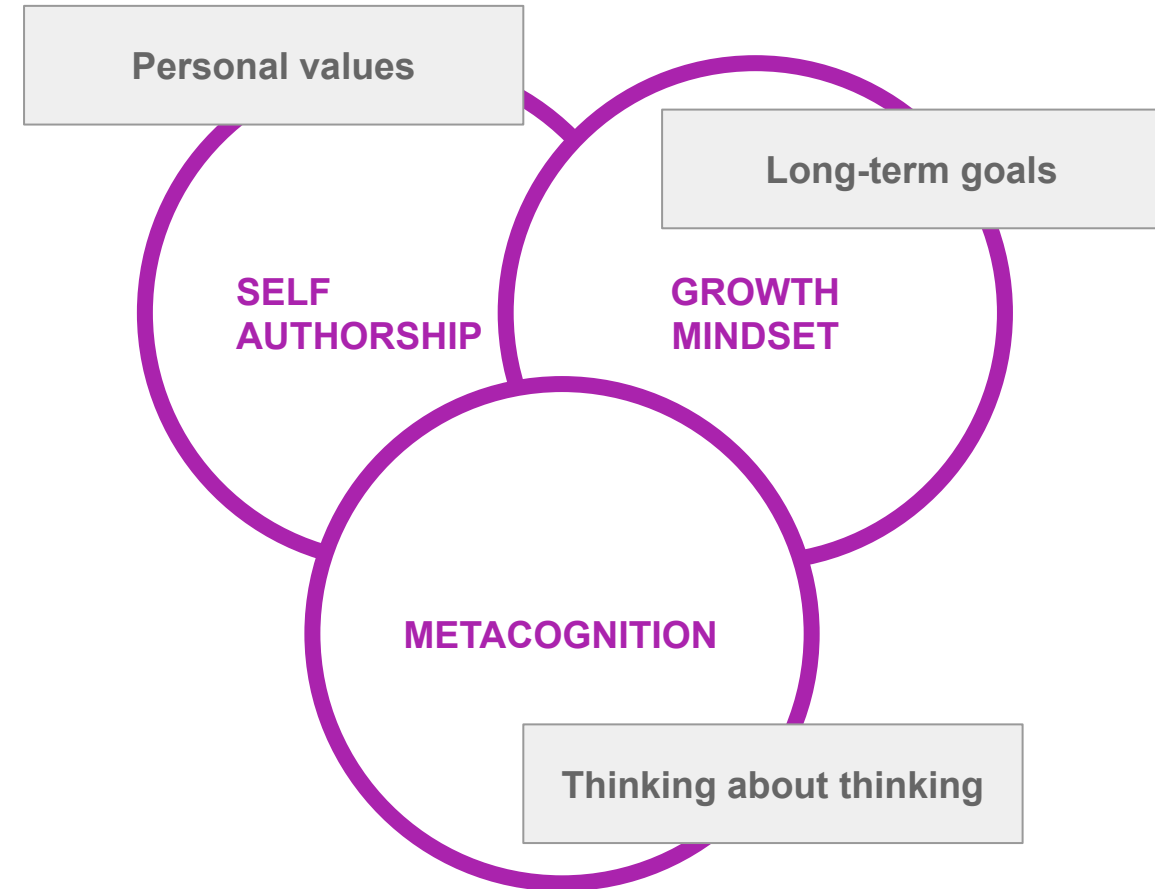 Personal values
Long-term goals
SELF
AUTHORSHIP
GROWTH
MINDSET
METACOGNITION
Thinking about thinking